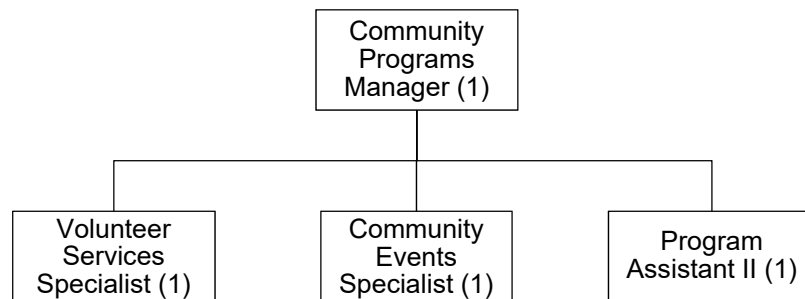 Community
Programs
Manager (1)
Volunteer
Services
Specialist (1)
Community
Events
Specialist (1)
Program
Assistant II (1)